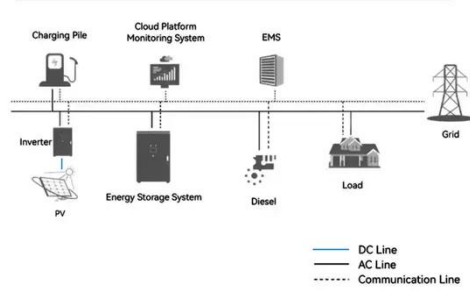 Charging Pile
Cloud Platform
Monitoring System
EMS
Grid
Inverter
PV
Energy Storage System
Diesel
Load
DC Line
AC Line
Communication Line